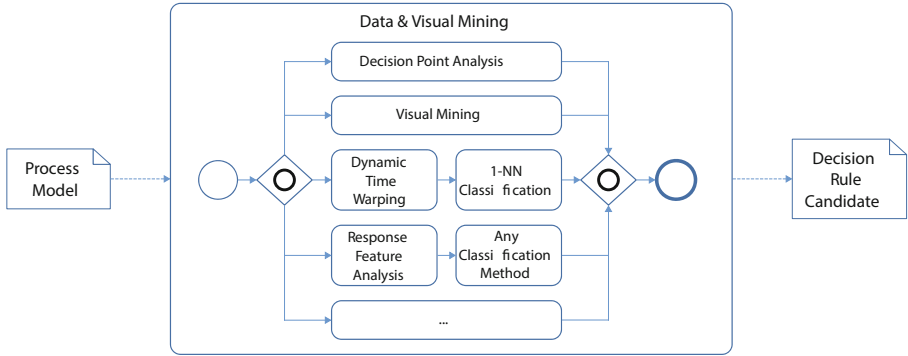 Data & Visual Mining
Decision Point Analysis
Visual Mining
Process
Model
Dynamic
Time
Warping
1-NN
Classi fication
Decision
Rule
Candidate
Response
Feature
Analysis
Any
Classi fication
Method
...